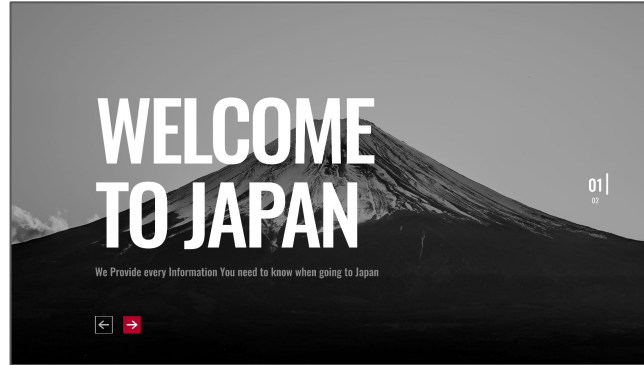 WELCOME
TO JAPAN
We Provide every Information You need to know when going to Japan
01
02